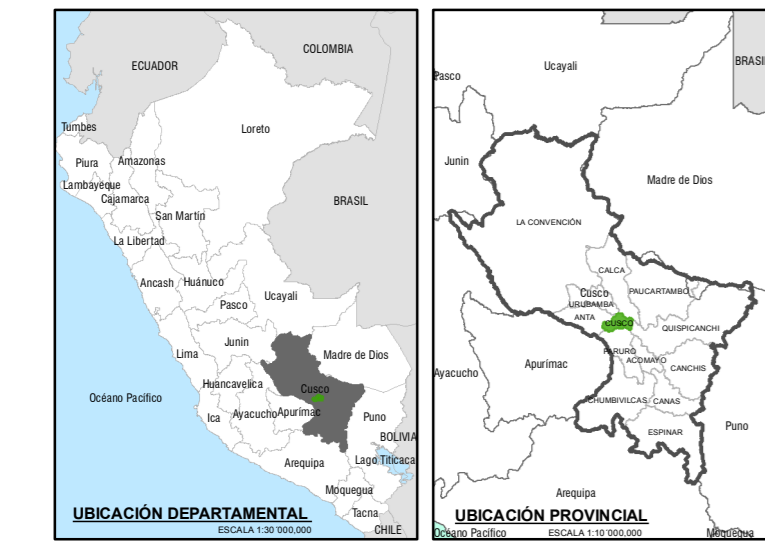 ECUADOR
COLOMBIA
Tumbes
Loreto
Piura
Amazonas
Lambayeque
Cajamarca
San Martín
BRASIL
La Libertad
Ancash
Huánuco
Ucayali
Pasco
Junin
Madre de Dios
Lima
Huancavelica
Cusco
Océano Pacífico
Ica
Ayacucho
Apurímac
Puno
BOLIVIA
Arequipa
Lago Titicaca
Moquegua
Tacna
CHILE
UBICACIÓN DEPARTAMENTAL
ESCALA 1:30´000,000
Pasco
Ucayali
BRASIL
Junin
Madre de Dios
LA CONVENCIÓN
CALCA
Cusco
PAUCARTAMBO
URUBAMBA
ANTA
CUSCO
QUISPICANCHI
PARURO
ACOMAYO
CANCHIS
Ayacucho
Apurímac
CHUMBIVILCAS
CANAS
ESPINAR
Puno
Arequipa
UBICACIÓN PROVINCIAL
Océano Pacífico
ESCALA 1:10´000,000
Moquegua